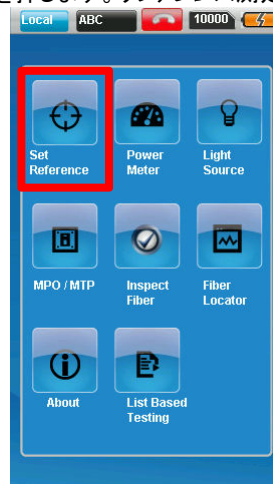 Local ABC 10000
Set
Reference
Power
Meter
Light
Source
MPO / MTP
Inspect
Fiber
Fiber
Locator
About
List Based
Testing